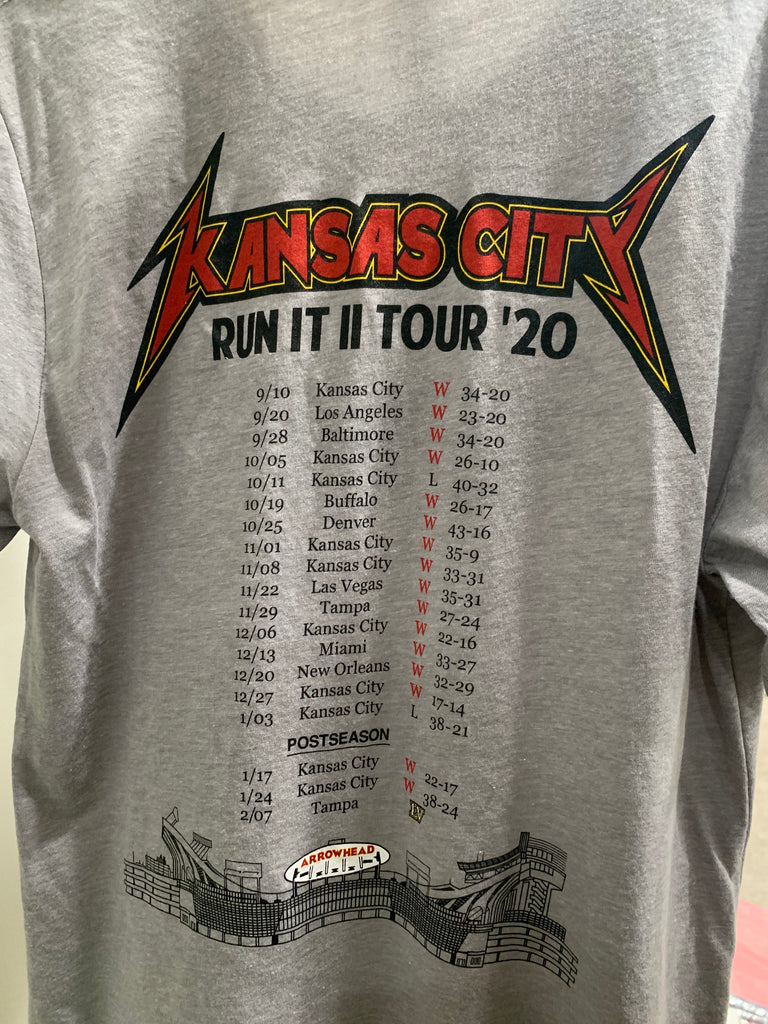 KANSAS CITY
RUN IT II TOUR '20
9/10 Kansas City W 34-20
9/20 Los Angeles W 23-20
9/28 Baltimore W 34-20
10/05 Kansas City W 26-10
10/11 Kansas City L 40-32
10/19 Buffalo W 26-17
10/25 Denver W 43-16
11/01 Kansas City W 35-9
11/08 Kansas City W 33-31
11/22 Las Vegas W 35-31
11/29 Tampa W 27-24
12/06 Kansas City W 22-16
12/13 Miami W 33-27
12/20 New Orleans W 32-29
12/27 Kansas City W 17-14
1/03 Kansas City L 38-21
POSTSEASON
1/17 Kansas City W 22-17
1/24 Kansas City W 38-24
2/07 Tampa
ARROWHEAD